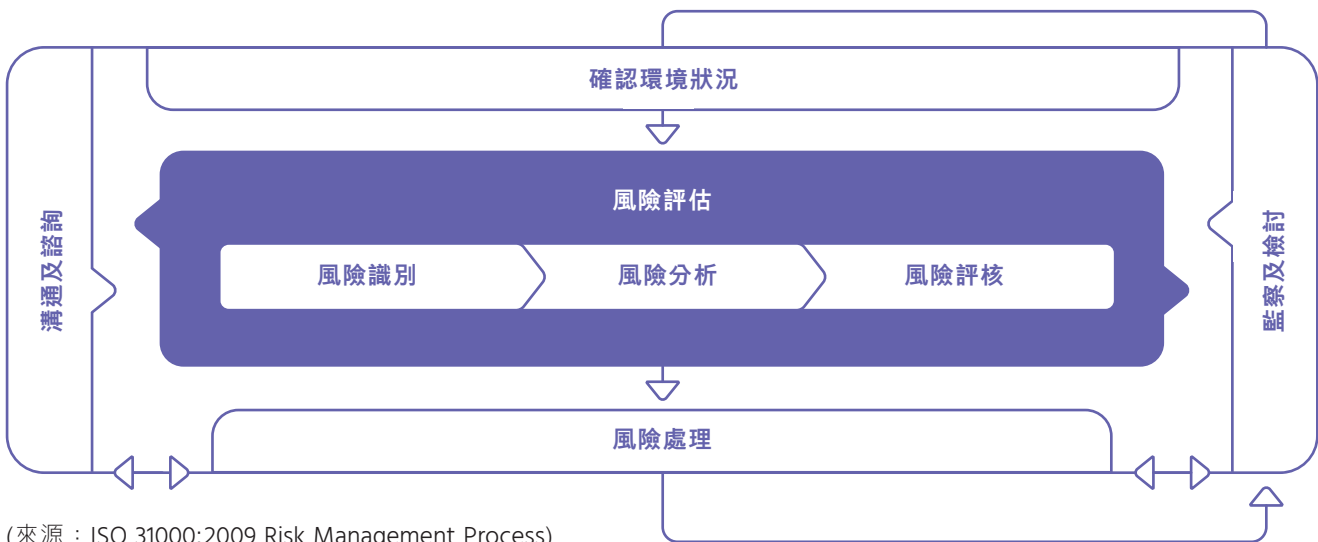 確認環境狀況
風險評估
溝通及諮詢
風險識別
風險分析
風險評核
監察及檢討
風險處理
(來源：ISO 31000:2009 Risk Management Process)